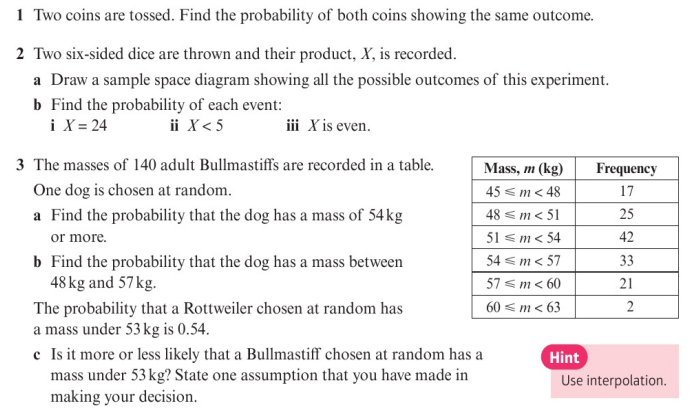 1 Two coins are tossed. Find the probability of both coins showing the same outcome.
2 Two six-sided dice are thrown and their product, X, is recorded.
a Draw a sample space diagram showing all the possible outcomes of this experiment.
b Find the probability of each event:
i X = 24 ii X < 5 iii X is even.
3 The masses of 140 adult Bullmastiffs are recorded in a table.
One dog is chosen at random.
a Find the probability that the dog has a mass of 54 kg
or more.
b Find the probability that the dog has a mass between
48 kg and 57 kg.
The probability that a Rottweiler chosen at random has
a mass under 53 kg is 0.54.
c Is it more or less likely that a Bullmastiff chosen at random has a
mass under 53 kg? State one assumption that you have made in
making your decision.
Mass, m (kg) Frequency
45 ⩽ m < 48 17
48 ⩽ m < 51 25
51 ⩽ m < 54 42
54 ⩽ m < 57 33
57 ⩽ m < 60 21
60 ⩽ m < 63 2
Hint
Use interpolation.